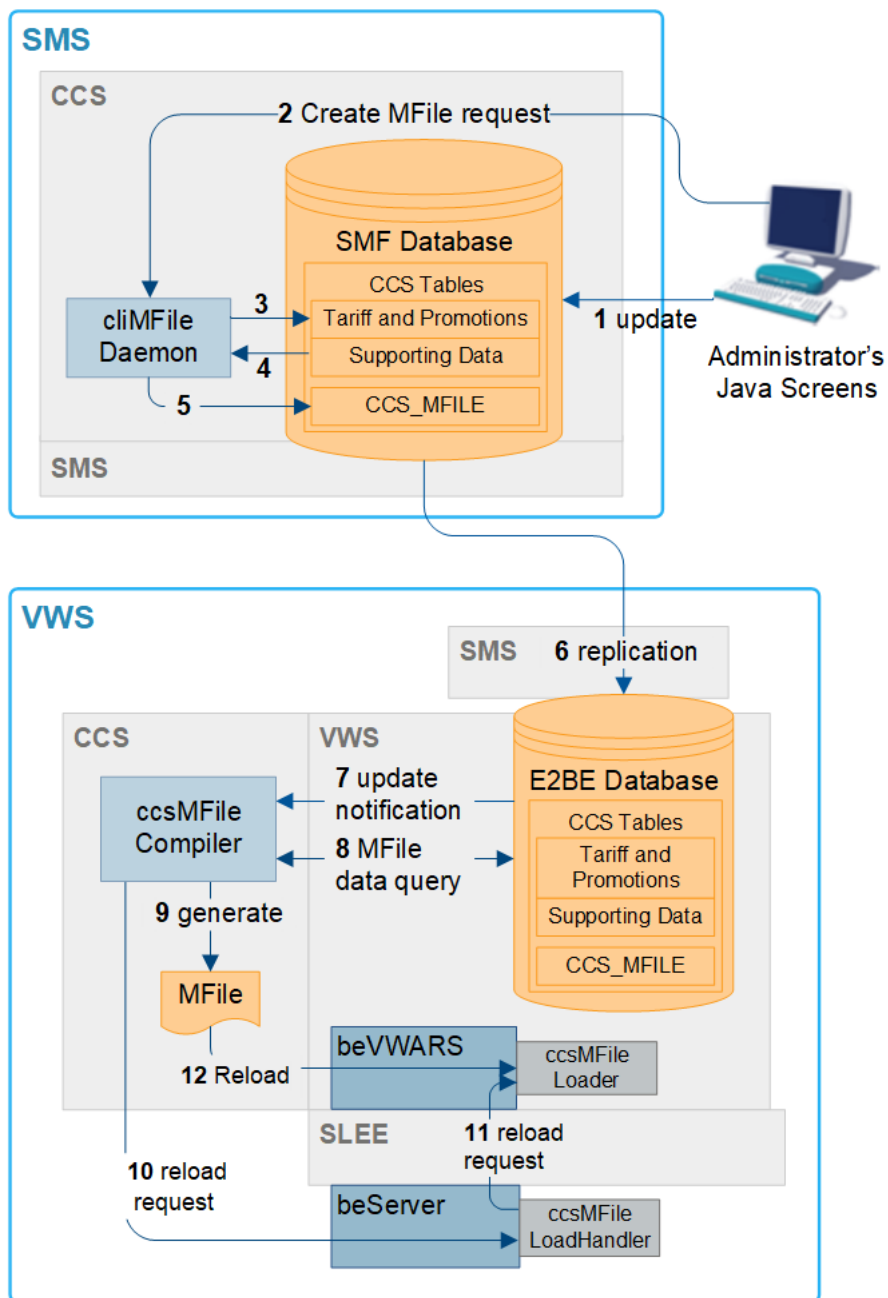 SMS
CCS
2 Create MFile request
SMF Database
CCS Tables
Tariff and Promotions
Supporting Data
CCS_MFILE
cliMFile
Daemon
3
4
5
1 update
Administrator's
Java Screens
SMS
VWS
SMS
6 replication
CCS
VWS
E2BE Database
CCS Tables
Tariff and
Promotions
Supporting Data
CCS_MFILE
ccsMFile
Compiler
7 update
notification
8 MFile
data query
9 generate
MFile
12 Reload
beVWARS
ccsMFile
Loader
SLEE
11 reload
request
10 reload
request
beServer
ccsMFile
LoadHandler